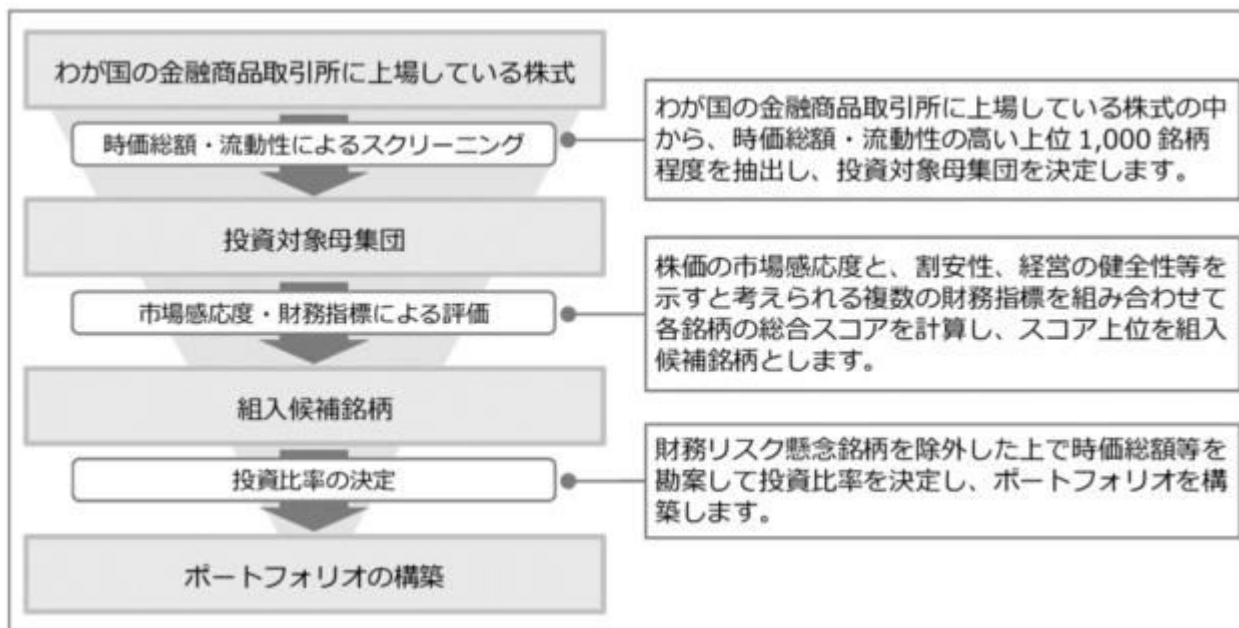 わが国の金融商品取引所に上場している株式
時価総額・流動性によるスクリーニング
わが国の金融商品取引所に上場している株式の中
から、時価総額・流動性の高い上位 1,000 銘柄
程度を抽出し、投資対象母集団を決定します。
投資対象母集団
市場感応度・財務指標による評価
株価の市場感応度と、割安性、経営の健全性等を
示すと考えられる複数の財務指標を組み合わせて
各銘柄の総合スコアを計算し、スコア上位を組入
候補銘柄とします。
組入候補銘柄
投資比率の決定
財務リスク懸念銘柄を除外した上で時価総額等を
勘案して投資比率を決定し、ポートフォリオを構
築します。
ポートフォリオの構築